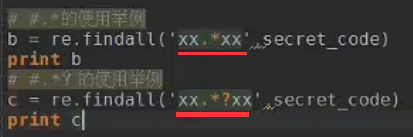 # #.*的使用举例
b = re.findall('xx.*xx',secret_code)
print b
# #.*?的使用举例
c = re.findall('xx.*?xx',secret_code)
print c